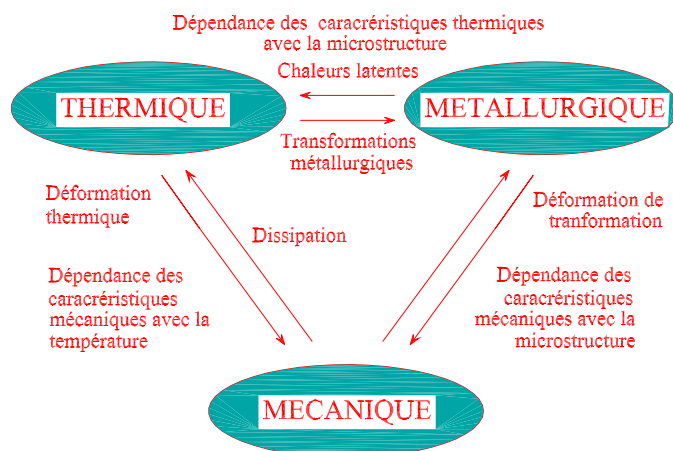 Dépendance des caracréristiques thermiques
avec la microstructure
Chaleurs latentes
THERMIQUE
METALLURGIQUE
Transformations
métallurgiques
Déformation
thermique
Dissipation
Déformation de
tranformation
Dépendance des
caracréristiques
mécaniques avec la
température
Dépendance des
caracréristiques
mécaniques avec la
microstructure
MECANIQUE